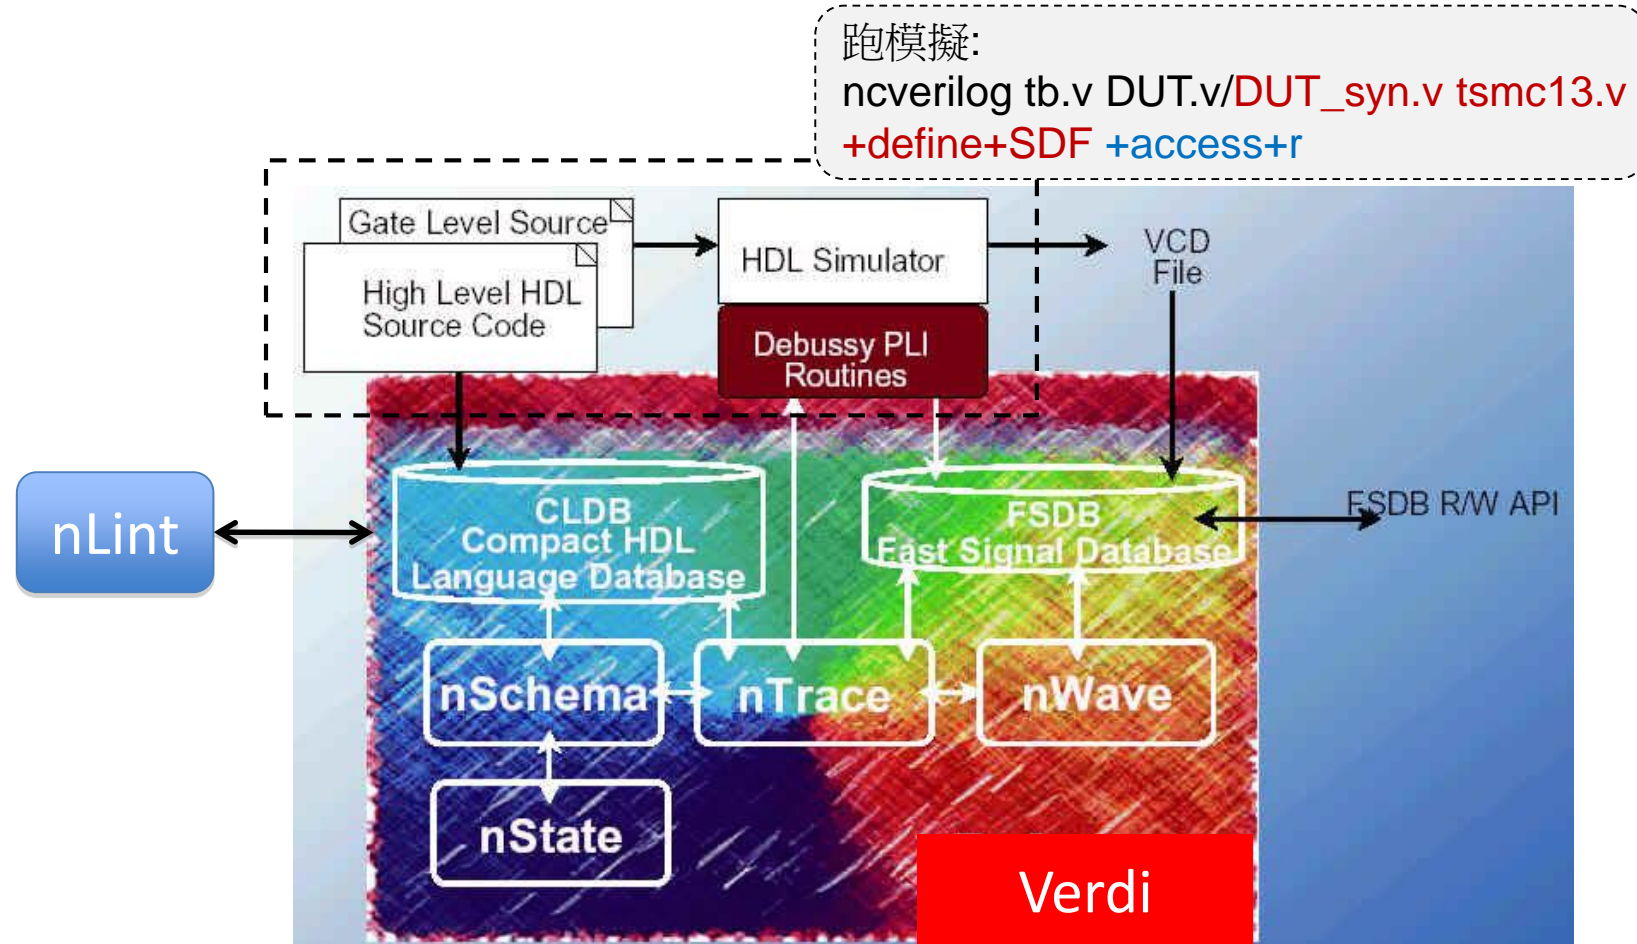 跑模擬:
ncverilog tb.v DUT.v/DUT_syn.v tsmc13.v
+define+SDF +access+r
Gate Level Source
High Level HDL
Source Code
HDL Simulator
Debussy PLI
Routines
VCD
File
nLint
CLDB
Compact HDL
Language Database
FSDB
Fast Signal Database
FSDB R/W API
nSchema
nTrace
nWave
nState
Verdi